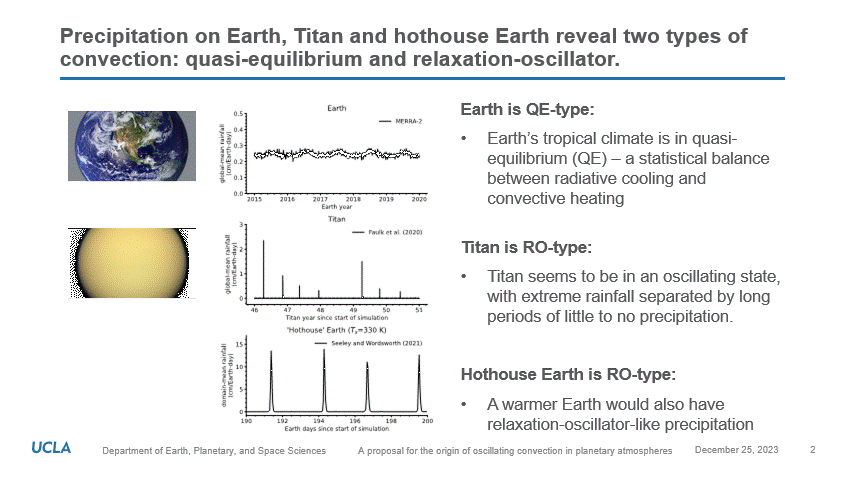 Precipitation on Earth, Titan and hothouse Earth reveal two types of
convection: quasi-equilibrium and relaxation-oscillator.
Earth
MERRA-2
global-mean rainfall
(cm/Earth-day)
0.5
0.4
0.3
0.2
0.1
0.0
2015 2016 2017 2018 2019 2020
Earth year
Titan
Faulk et al. (2020)
global-mean rainfall
(cm/Earth-day)
3
2
1
0
46 47 48 49 50 51
Titan year since start of simulation
'Hothouse' Earth (Ts=330 K)
Seeley and Wordsworth (2021)
domain-mean rainfall
(cm/Earth-day)
15
10
5
0
190 192 194 196 198 200
Earth days since start of simulation
Earth is QE-type:
• Earth's tropical climate is in quasi-
equilibrium (QE) – a statistical balance
between radiative cooling and
convective heating
Titan is RO-type:
• Titan seems to be in an oscillating state,
with extreme rainfall separated by long
periods of little to no precipitation.
Hothouse Earth is RO-type:
• A warmer Earth would also have
relaxation-oscillator-like precipitation
UCLA
Department of Earth, Planetary, and Space Sciences
A proposal for the origin of oscillating convection in planetary atmospheres
December 25, 2023
2